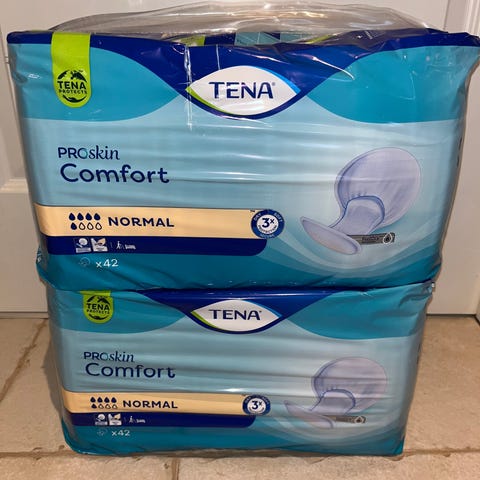 TENA
PROTECTS
TENA
PROskin
Comfort
NORMAL
3x
x42
TENA
PROTECTS
TENA
PROskin
Comfort
NORMAL
3x
x42